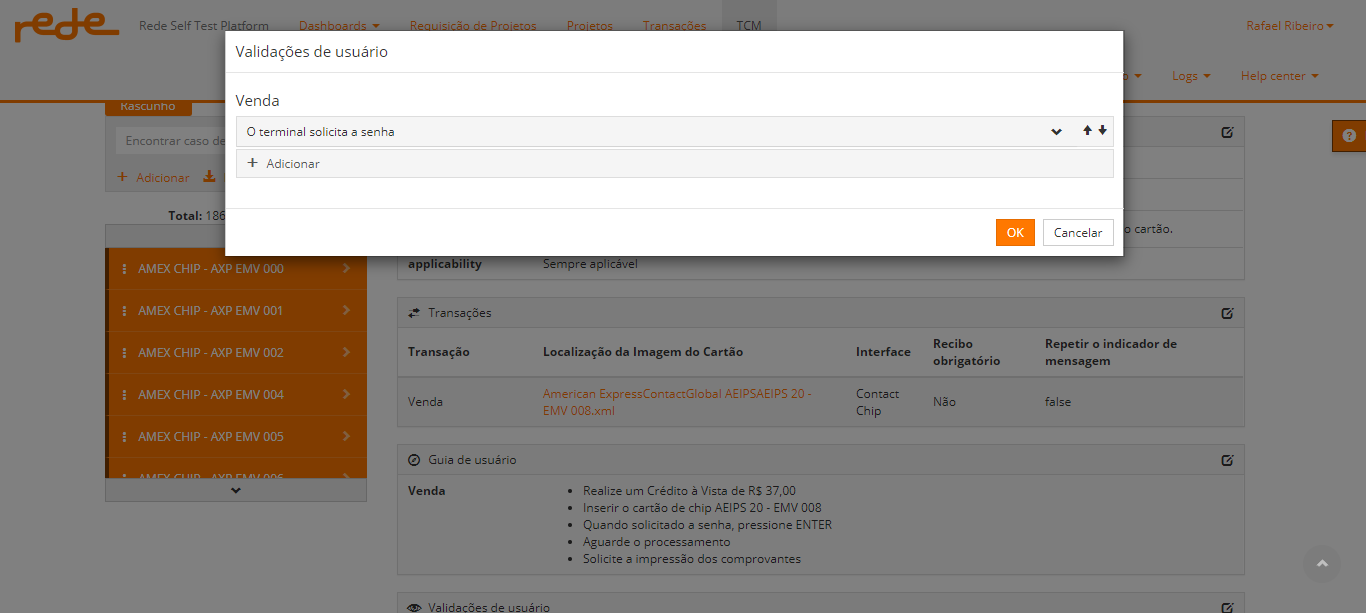 rede Rede Self Test Platform Dashboards Requisição de Projetos Projetos Transações TCM Rafael Ribeiro
Logs Help center
Validações de usuário
Venda
O terminal solicita a senha
+ Adicionar
OK Cancelar
Rascunho
Encontrar caso de
+ Adicionar
Total: 186
AMEX CHIP - AXP EMV 000
AMEX CHIP - AXP EMV 001
AMEX CHIP - AXP EMV 002
AMEX CHIP - AXP EMV 004
AMEX CHIP - AXP EMV 005
AMEX CHIP - AXP EMV 006
o cartão.
applicability Sempre aplicável
Transações
Transação Localização da Imagem do Cartão Interface Recibo obrigatório Repetir o indicador de mensagem
Venda American ExpressContactGlobal AEIPSAEIPS 20 - EMV 008.xml Contact Chip Não false
Guia de usuário
Venda
• Realize um Crédito à Vista de R$ 37,00
• Inserir o cartão de chip AEIPS 20 - EMV 008
• Quando solicitado a senha, pressione ENTER
• Aguarde o processamento
• Solicite a impressão dos comprovantes
Validações de usuário